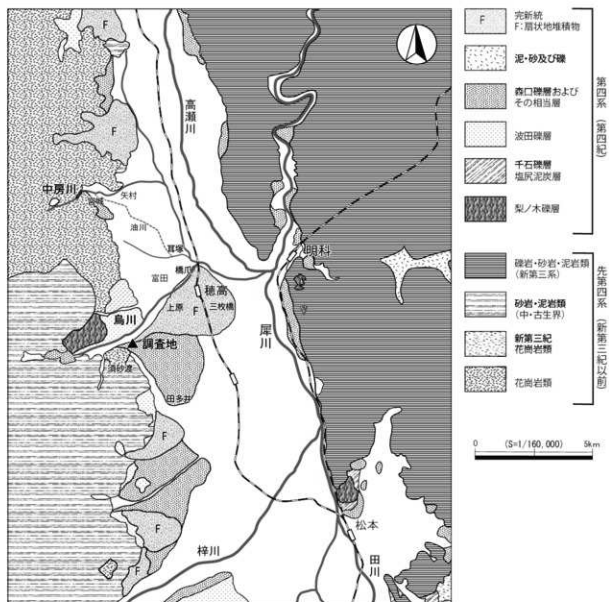 F
F
高瀬川
中房川
矢村
宮城
油川
耳塚
橋爪
富田
穂高
明科
上原
F
三枚橋
烏川
調査地
須砂渡
犀川
田多井
F
F
F
F
松本
梓川
田川
F
完新統
F:扇状地堆積物
泥・砂及び礫
森口礫層および
その相当層
波田礫層
千石礫層
塩尻泥炭層
梨ノ木礫層
第四系(第四紀)
礫岩・砂岩・泥岩類
(新第三系)
砂岩・泥岩類
(中・古生界)
新第三紀
花崗岩類
花崗岩類
先第四系(新第三紀以前)
0 (S=1/160,000) 5km